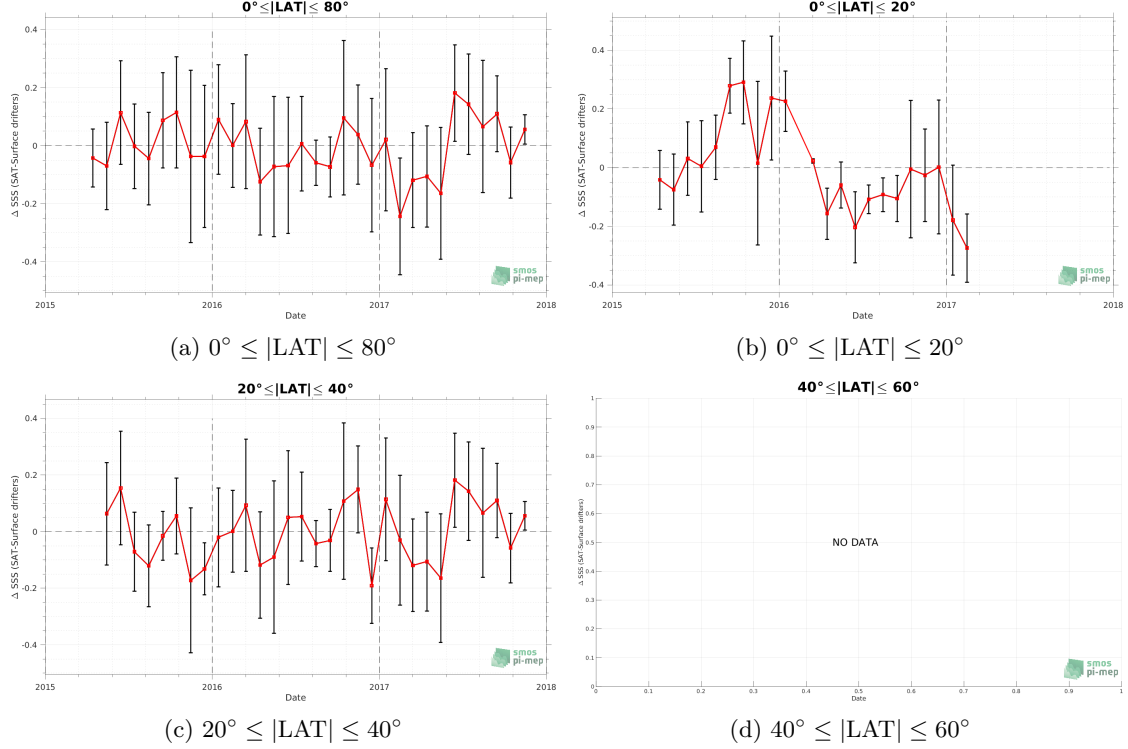 0°≤|LAT|≤ 80°
Δ SSS (SAT-Surface drifters)
0.4
0.2
0
-0.2
-0.4
2015
2016
2017
2018
Date
smos
pi-mep
(a) 0° ≤ |LAT| ≤ 80°
0°≤|LAT|≤ 20°
Δ SSS (SAT-Surface drifters)
0.4
0.2
0
-0.2
-0.4
2015
2016
2017
2018
Date
smos
pi-mep
(b) 0° ≤ |LAT| ≤ 20°
20°≤|LAT|≤ 40°
Δ SSS (SAT-Surface drifters)
0.4
0.2
0
-0.2
-0.4
2015
2016
2017
2018
Date
smos
pi-mep
(c) 20° ≤ |LAT| ≤ 40°
40°≤|LAT|≤ 60°
Δ SSS (SAT-Surface drifters)
1
0.9
0.8
0.7
0.6
0.5
0.4
0.3
0.2
0.1
0
NO DATA
0
0.1
0.2
0.3
0.4
0.5
0.6
0.7
0.8
0.9
1
Date
smos
pi-mep
(d) 40° ≤ |LAT| ≤ 60°